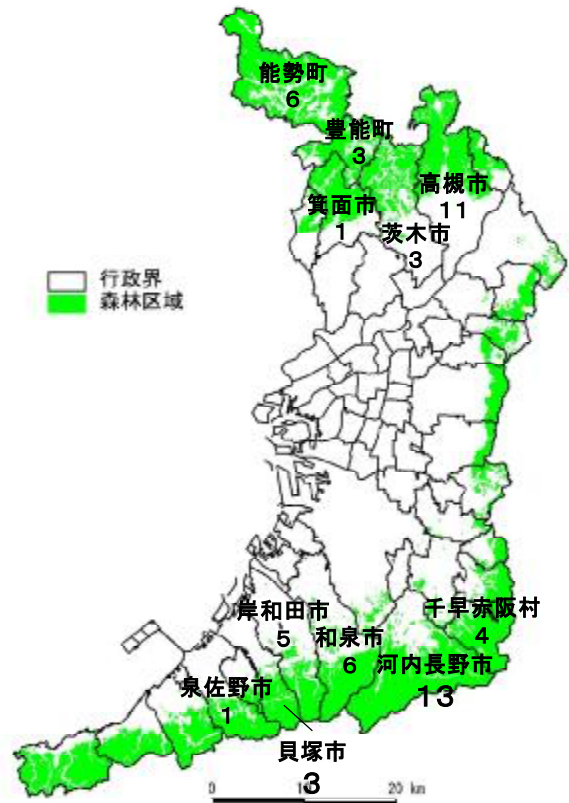 能勢町
6
豊能町
3
高槻市
11
箕面市
1
茨木市
3
行政界
森林区域
千早赤阪村
4
岸和田市
5
和泉市
6
河内長野市
13
泉佐野市
1
貝塚市
3
0 10 20 km